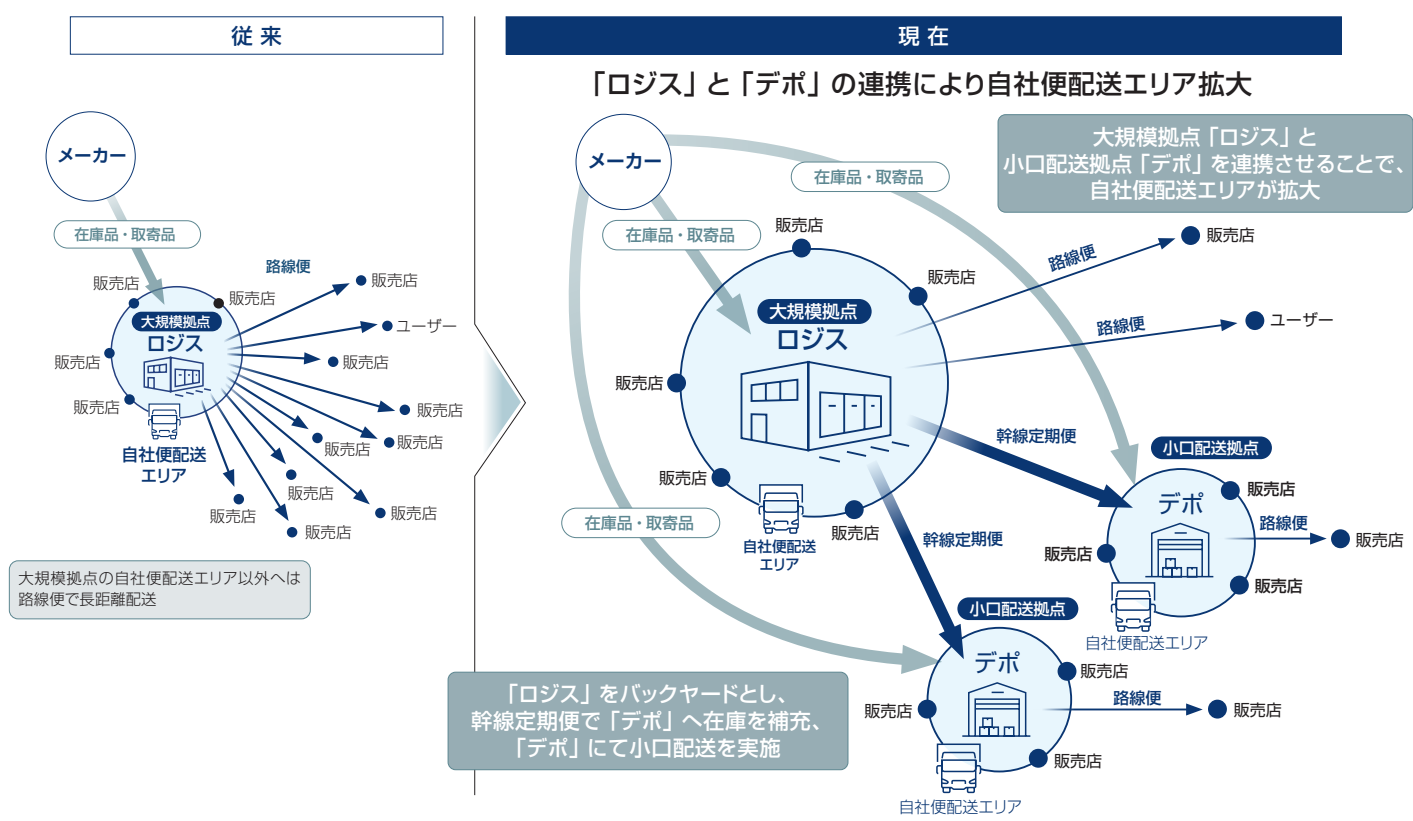 従来
メーカー
在庫品・取寄品
路線便
販売店
販売店
販売店
ユーザー
大規模拠点
ロジス
販売店
販売店
販売店
販売店
販売店
販売店
販売店
自社便配送
エリア
販売店
販売店
販売店
販売店
大規模拠点の自社便配送エリア以外へは
路線便で長距離配送
現在
「ロジス」と「デポ」の連携により自社便配送エリア拡大
メーカー
在庫品・取寄品
大規模拠点「ロジス」と
小口配送拠点「デポ」を連携させることで、
自社便配送エリアが拡大
在庫品・取寄品
販売店
販売店
路線便
販売店
大規模拠点
ロジス
路線便
ユーザー
販売店
幹線定期便
小口配送拠点
販売店
デポ
販売店
在庫品・取寄品
販売店
路線便
販売店
幹線定期便
自社便配送
エリア
販売店
販売店
小口配送拠点
自社便配送エリア
デポ
販売店
路線便
販売店
販売店
販売店
自社便配送エリア
「ロジス」をバックヤードとし、
幹線定期便で「デポ」へ在庫を補充、
「デポ」にて小口配送を実施